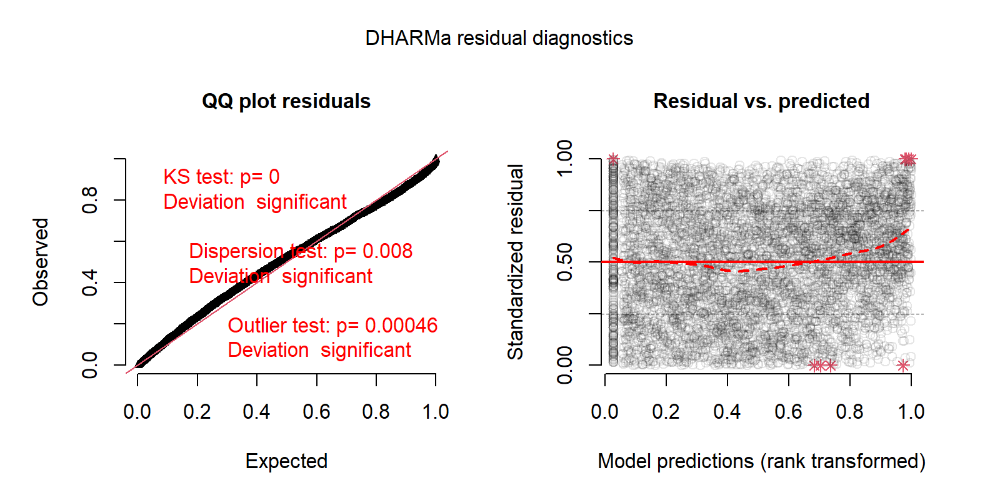 DHARMa residual diagnostics
QQ plot residuals
Observed
0.0 0.4 0.8
KS test: p= 0
Deviation  significant
Dispersion test: p= 0.008
Deviation  significant
Outlier test: p= 0.00046
Deviation  significant
0.0 0.2 0.4 0.6 0.8 1.0
Expected
Residual vs. predicted
Standardized residual
0.00 0.50 1.00
0.0 0.2 0.4 0.6 0.8 1.0
Model predictions (rank transformed)